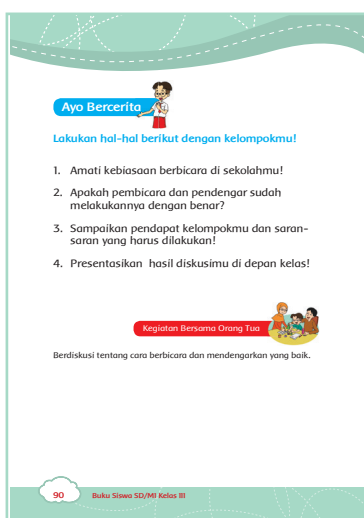 Ayo Bercerita
Lakukan hal-hal berikut dengan kelompokmu!
1. Amati kebiasaan berbicara di sekolahmu!
2. Apakah pembicara dan pendengar sudah
melakukannya dengan benar?
3. Sampaikan pendapat kelompokmu dan saran-
saran yang harus dilakukan!
4. Presentasikan hasil diskusimu di depan kelas!
Kegiatan Bersama Orang Tua
Berdiskusi tentang cara berbicara dan mendengarkan yang baik.
90 Buku Siswa SD/MI Kelas III